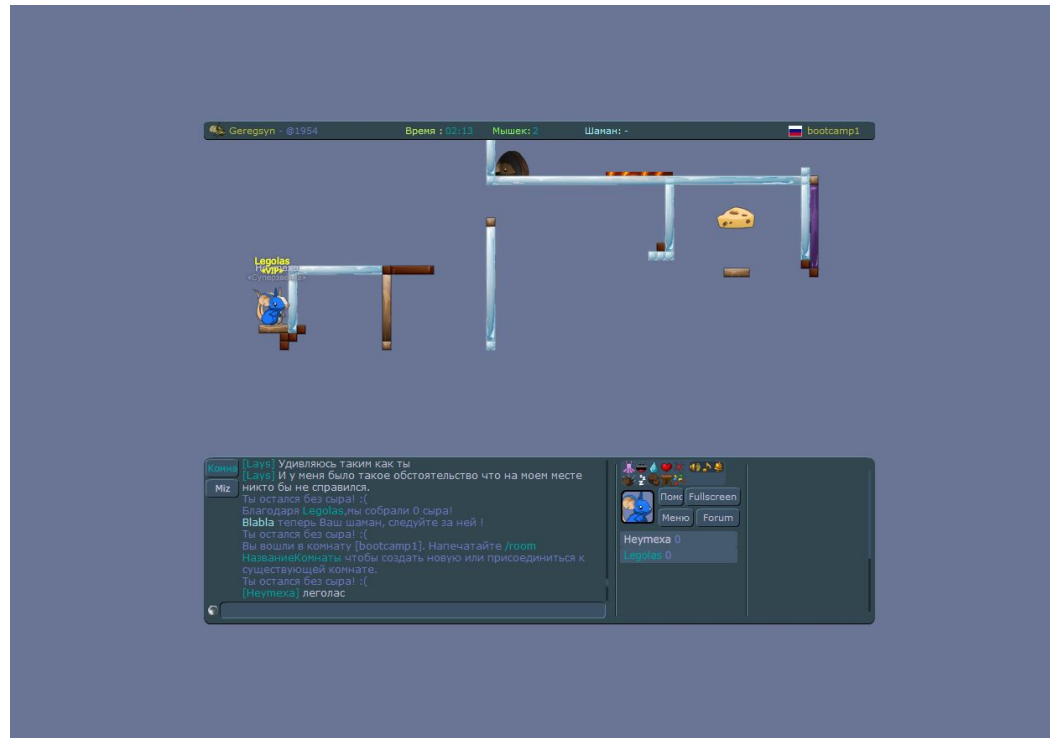 Geregsyn - @1954 Время : 02:13 Мышек: 2 Шаман: - bootcamp1
Legolas
«VIP»
Комна
Miz
[Lays] Удивляюсь таким как ты
[Lays] И у меня был​о такое обстоятельство что на моем месте
никто бы не справился.
Ты остался без сыра! :(
Благодаря Legolas,мы собрали 0 сыра!
Blabla теперь Ваш шаман, следуйте за ней !
Ты остался без сыра! :(
Вы вошли в комнату [bootcamp1]. Напечатайте /room
НазваниеКомнаты чтобы создать новую или присоединиться к
существующей комнате.
Ты остался без сыра! :(
[Heymexa] леголас
Помо Fullscreen
Меню Forum
Heymexa 0
Legolas 0